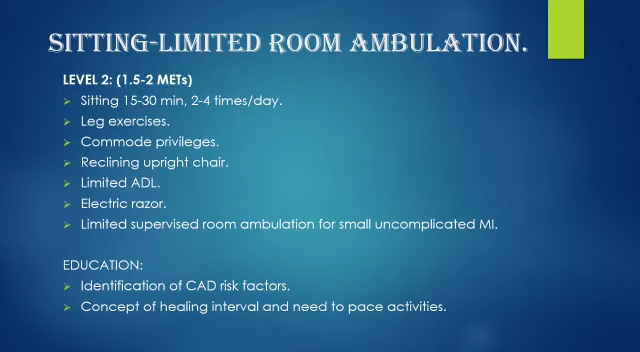 SITTING-LIMITED ROOM AMBULATION.
LEVEL 2: (1.5-2 METs)
Sitting 15-30 min, 2-4 times/day.
Leg exercises.
Commode privileges.
Reclining upright chair.
Limited ADL.
Electric razor.
Limited supervised room ambulation for small uncomplicated MI.
EDUCATION:
Identification of CAD risk factors.
Concept of healing interval and need to pace activities.